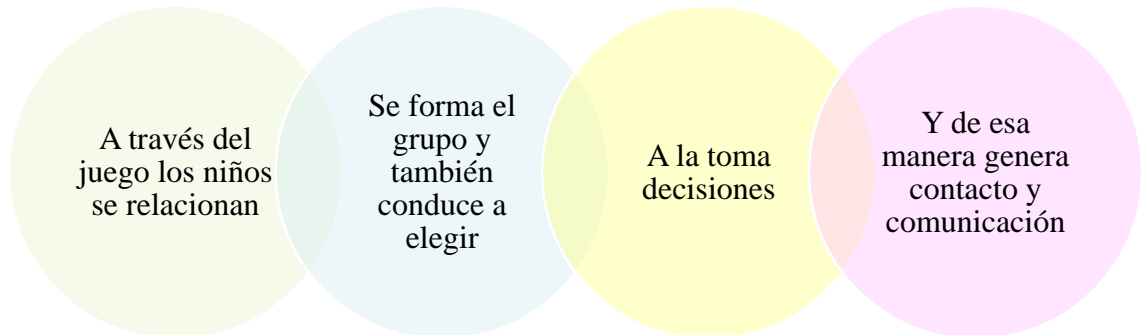 A través del
juego los niños
se relacionan
Se forma el
grupo y
también
conduce a
elegir
A la toma
decisiones
Y de esa
manera genera
contacto y
comunicación